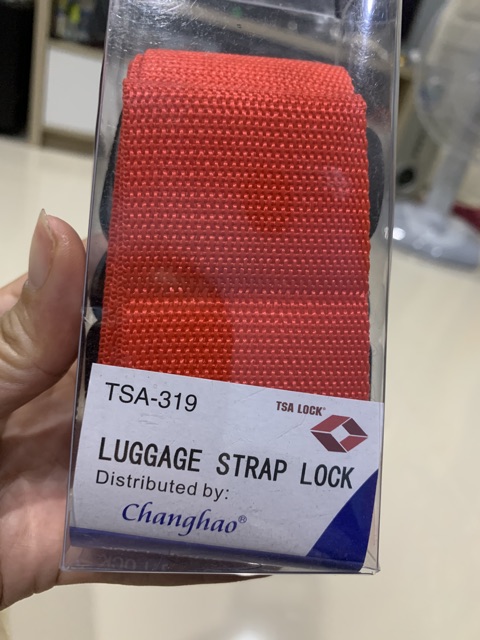 TSA-319
TSA LOCK®
LUGGAGE STRAP LOCK
Distributed by:
Changhao®